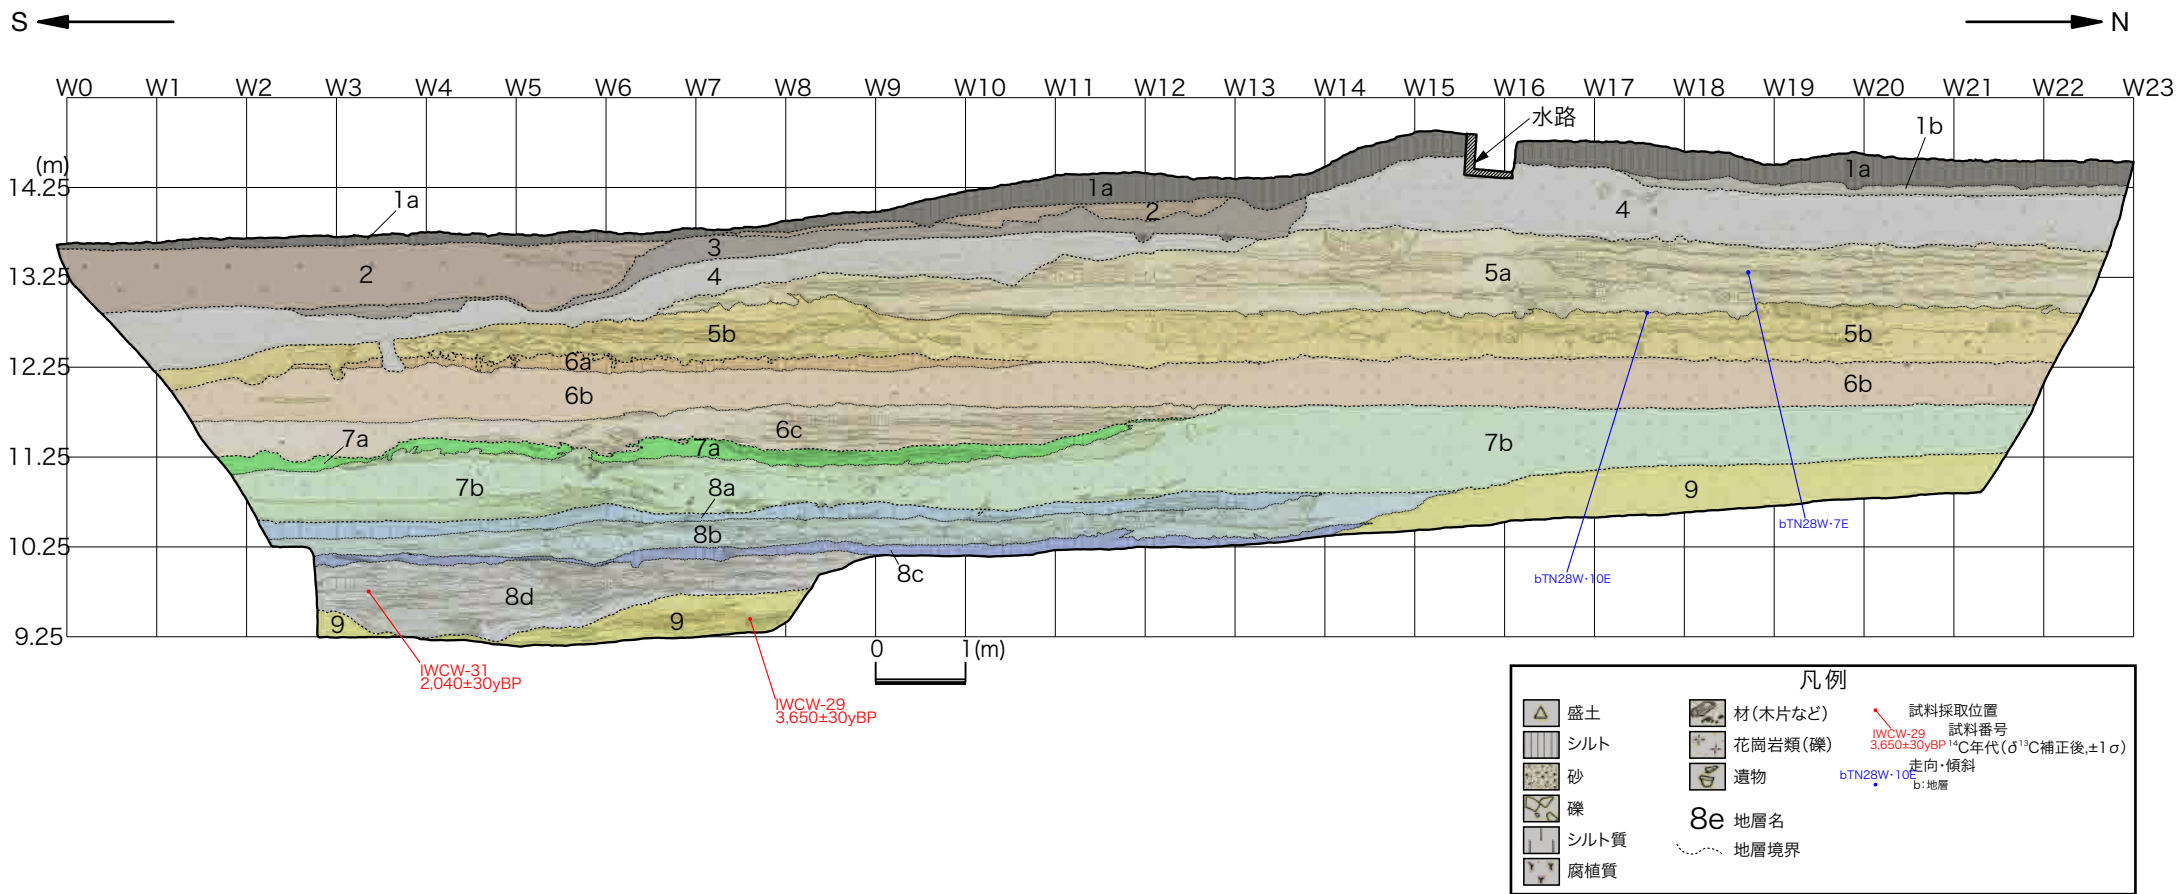 S N
W0 W1 W2 W3 W4 W5 W6 W7 W8 W9 W10 W11 W12 W13 W14 W15 W16 W17 W18 W19 W20 W21 W22 W23
水路
1b
(m)
1a
14.25
1a
1a
2
4
3
2
4
13.25
5a
5b
5b
12.25
6a
6b
6b
6c
7a
7a
7b
11.25
7b
8a
9
8b
bTN28W・7E
10.25
8c
bTN28W・10E
8d
9
9
9.25
0 1(m)
IWCW-31
2,040±30yBP
IWCW-29
3,650±30yBP
凡例
盛土
シルト
砂
礫
シルト質
腐植質
材(木片など)
花崗岩類(礫)
遺物
8e 地層名
地層境界
試料採取位置
試料番号
IWCW-29
3,650±30yBP ¹⁴C年代(δ¹³C補正後,±1σ)
走向・傾斜
bTN28W・10E
b:地層